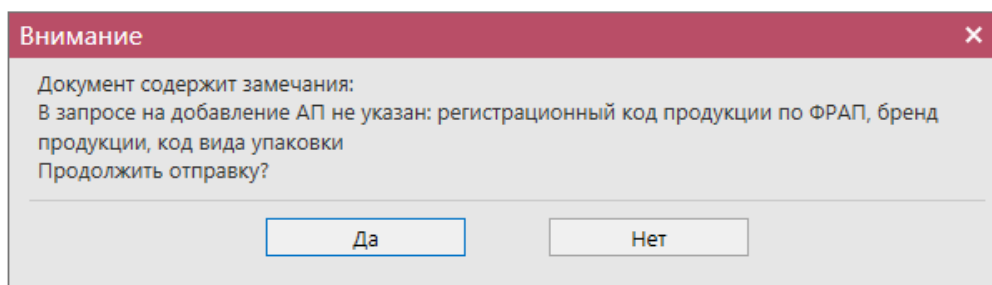 Внимание
Документ содержит замечания:
В запросе на добавление АП не указан: регистрационный код продукции по ФРАП, бренд
продукции, код вида упаковки
Продолжить отправку?
Да
Нет